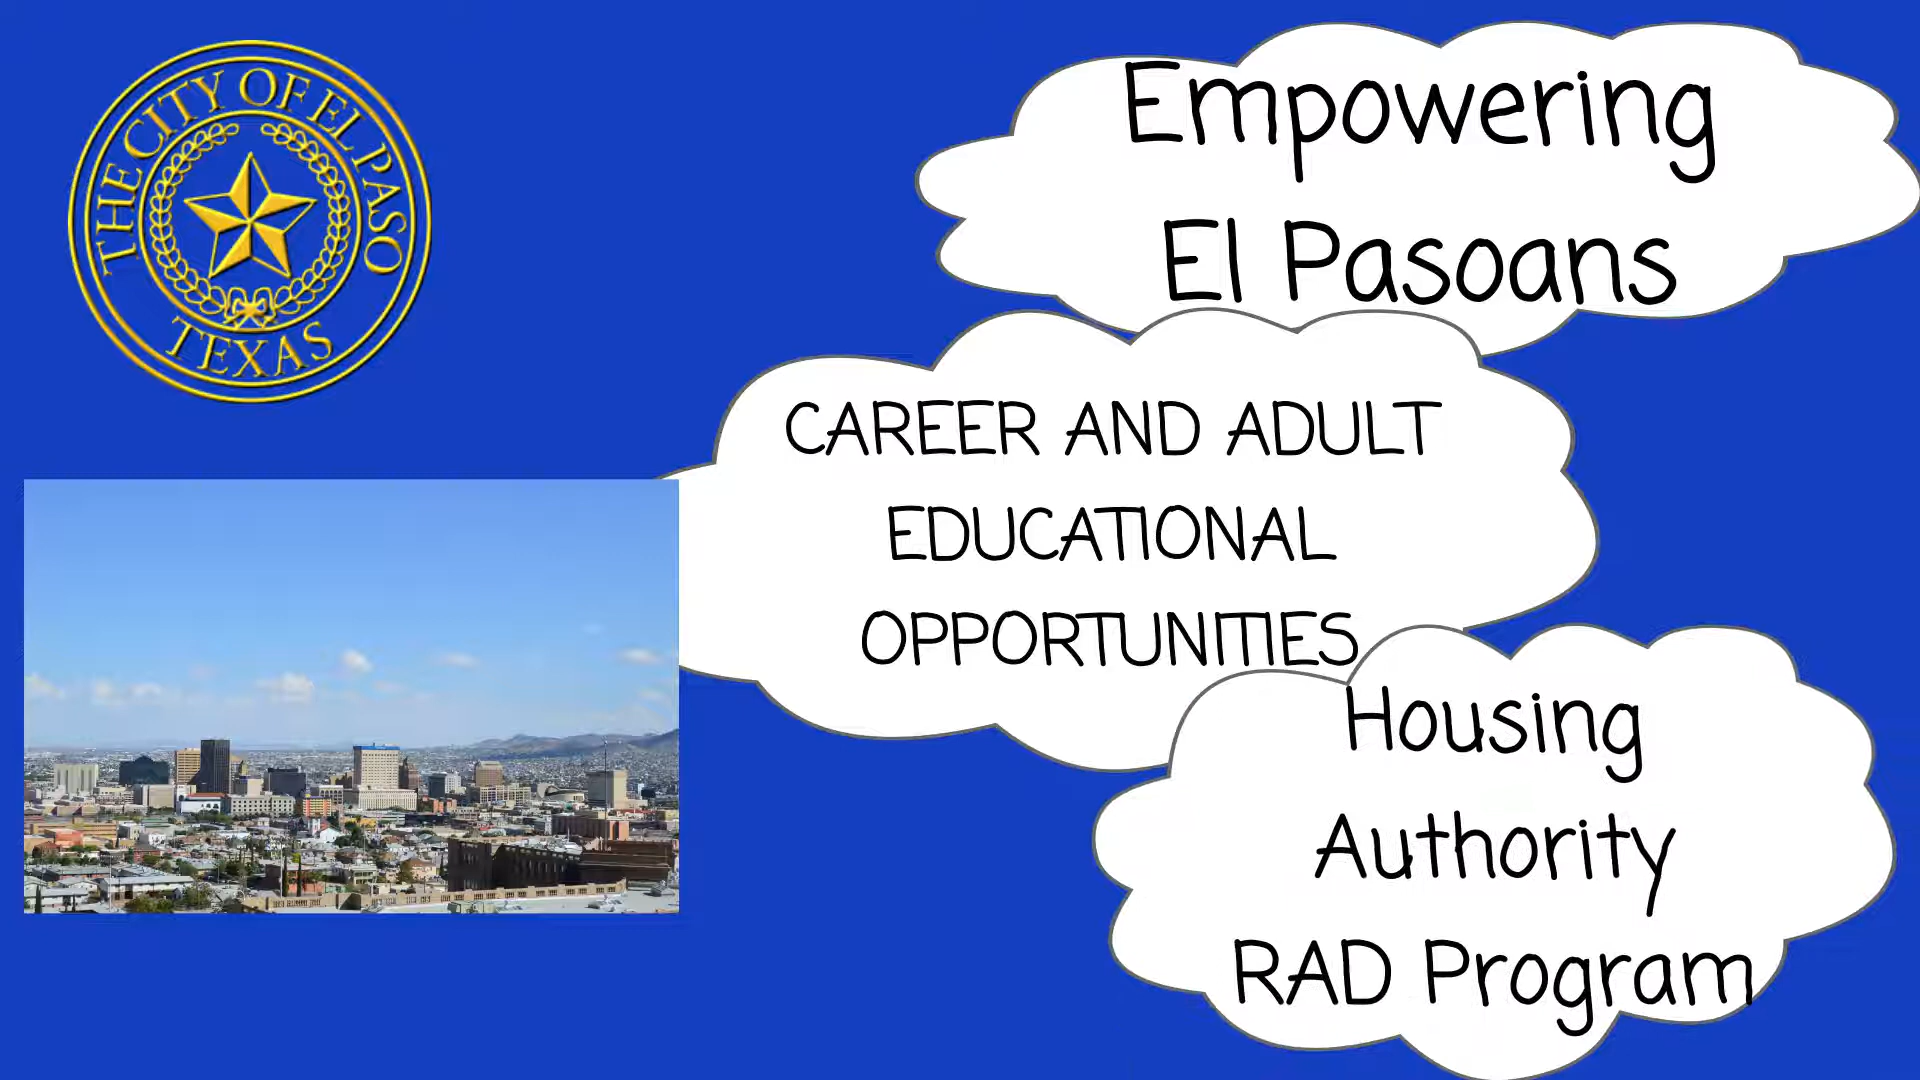 THE CITY OF EL PASO
TEXAS
Empowering
El Pasoans
CAREER AND ADULT
EDUCATIONAL
OPPORTUNITIES
Housing
Authority
RAD Program